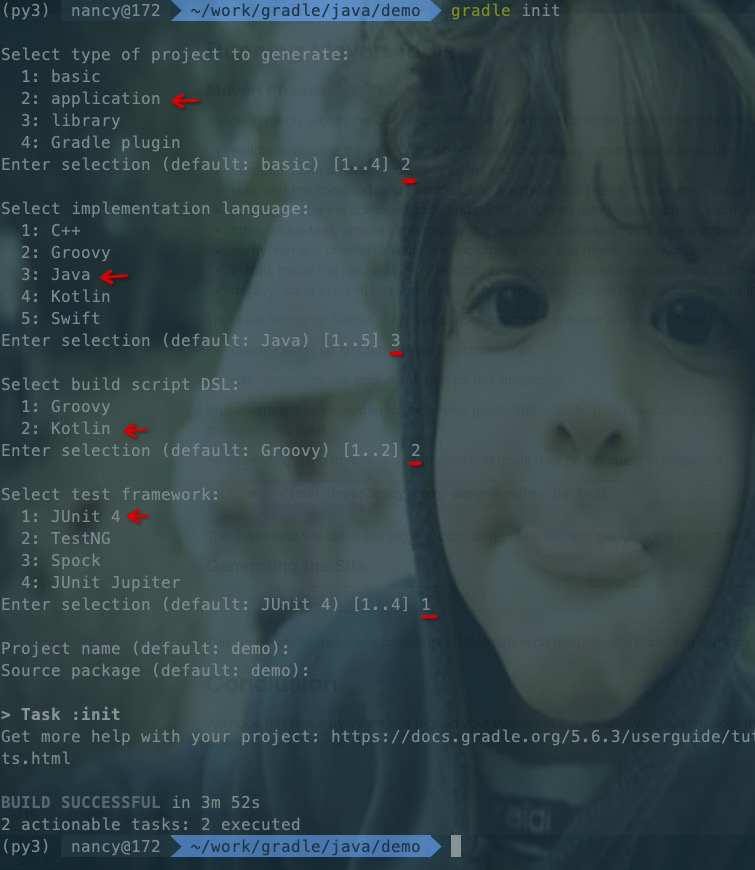 (py3) nancy@172 ~/work/gradle/java/demo gradle init
Select type of project to generate:
1: basic
2: application
3: library
4: Gradle plugin
Enter selection (default: basic) [1..4] 2
Select implementation language:
1: C++
2: Groovy
3: Java
4: Kotlin
5: Swift
Enter selection (default: Java) [1..5] 3
Select build script DSL:
1: Groovy
2: Kotlin
Enter selection (default: Groovy) [1..2] 2
Select test framework:
1: JUnit 4
2: TestNG
3: Spock
4: JUnit Jupiter
Enter selection (default: JUnit 4) [1..4] 1
Generating the Site
Project name (default: demo):
Source package (default: demo):
Conclusion
> Task :init
Get more help with your project: https://docs.gradle.org/5.6.3/userguide/tut
ts.html
BUILD SUCCESSFUL in 3m 52s
2 actionable tasks: 2 executed
(py3) nancy@172 ~/work/gradle/java/demo